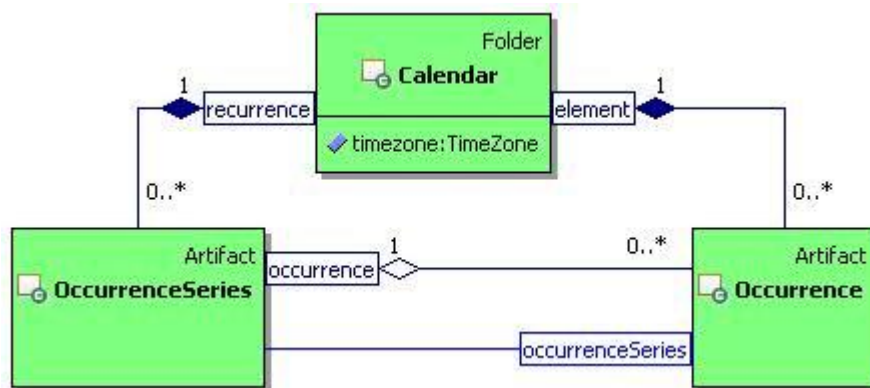 Folder
Calendar
1
recurrence
element
1
timezone:TimeZone
0..*
0..*
Artifact
OccurrenceSeries
occurrence
1
0..*
Artifact
Occurrence
occurrenceSeries